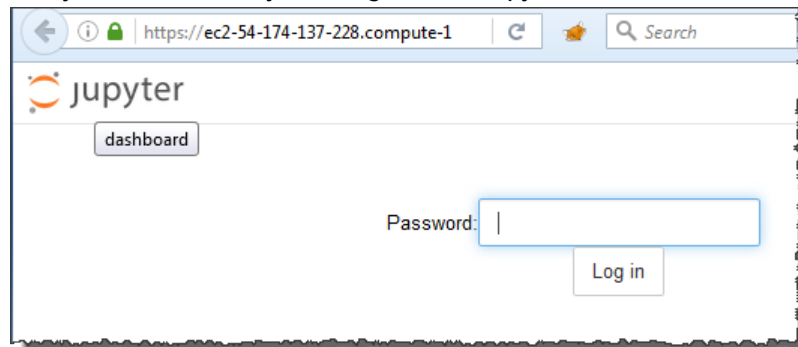 https://ec2-54-174-137-228.compute-1
Search
jupyter
dashboard
Password:
Log in